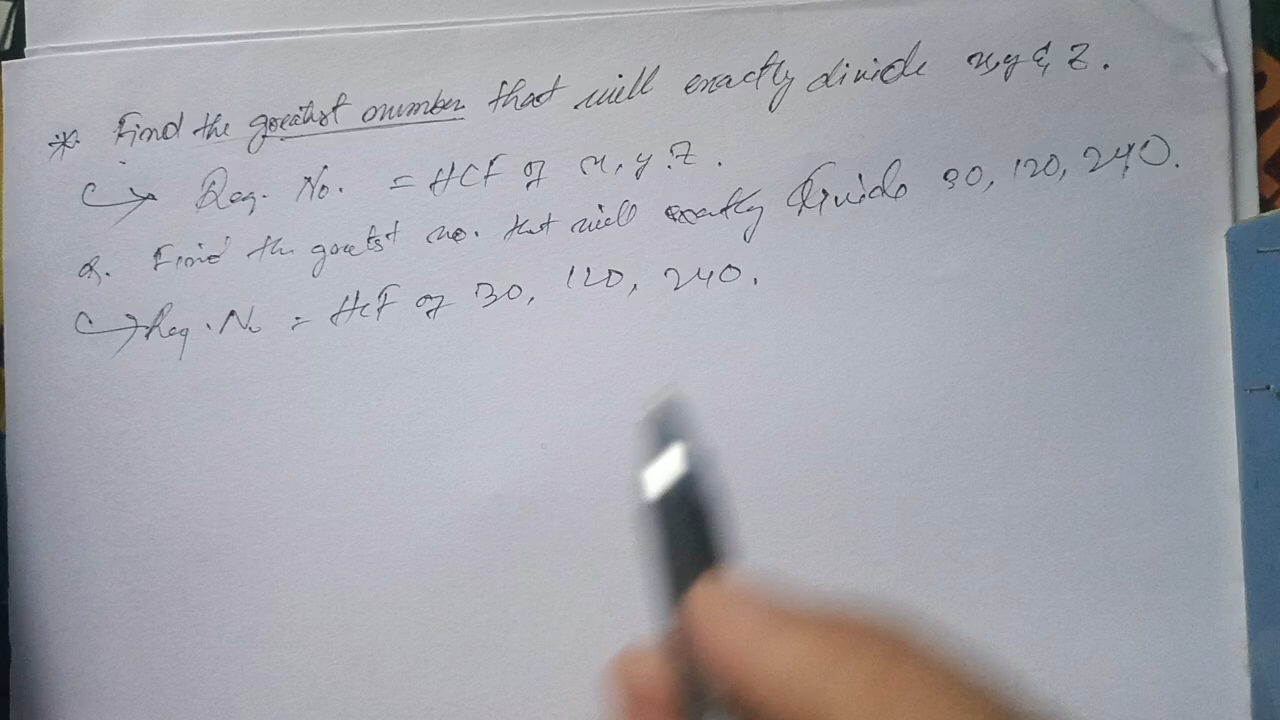 * Find the greatest number that will exactly divide x, y & z.
↳ Req. No. = HCF of x, y. z.
Q. Find the greatst no. that will exactly divide 30, 120, 240.
↳ Req. No = HCF of 30, 120, 240.